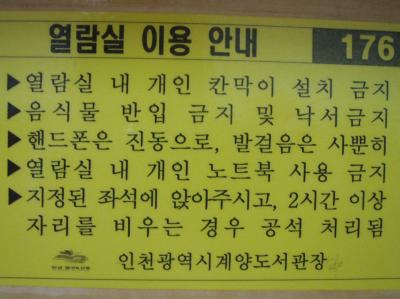 열람실 이용 안내 176
▶열람실 내 개인 칸막이 설치 금지
▶음식물 반입 금지 및 낙서금지
▶핸드폰은 진동으로, 발걸음은 사뿐히
▶열람실 내 개인 노트북 사용 금지
▶지정된 좌석에 앉아주시고, 2시간 이상
자리를 비우는 경우 공석 처리됨
인천광역시계양도서관장